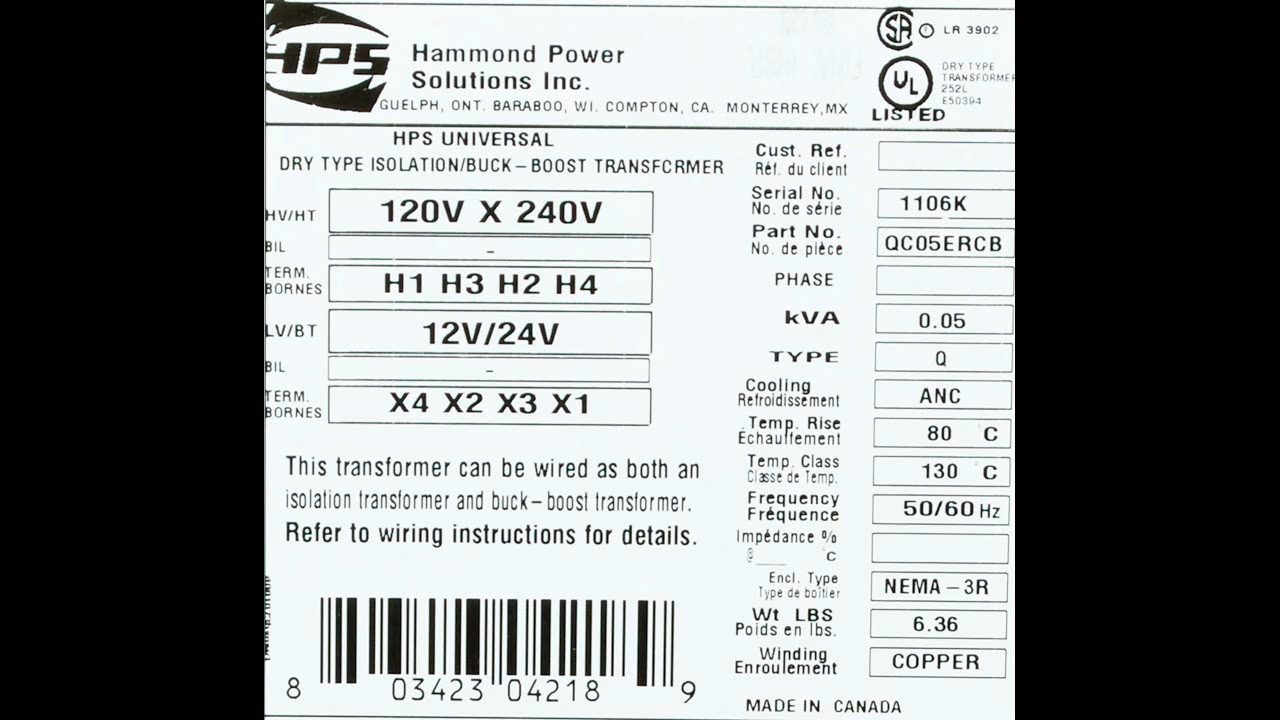 HPS
Hammond Power
Solutions Inc.
GUELPH, ONT. BARABOO, WI. COMPTON, CA. MONTERREY,MX
SA LR 3902
UL
LISTED
DRY TYPE
TRANSFORMER
252L
E50394
HPS UNIVERSAL
DRY TYPE ISOLATION/BUCK-BOOST TRANSFORMER
HV/HT 120V X 240V
BIL -
TERM.
BORNES H1 H3 H2 H4
LV/BT 12V/24V
BIL -
TERM.
BORNES X4 X2 X3 X1
This transformer can be wired as both an
isolation transformer and buck-boost transformer.
Refer to wiring instructions for details.
8 03423 04218 9
Cust. Ref.
Réf. du client
Serial No.
No. de série 1106K
Part No.
No. de pièce QC05ERCB
PHASE
kVA 0.05
TYPE Q
Cooling
Refroidissement ANC
Temp. Rise
Échauffement 80 C
Temp. Class
Classe de Temp. 130 C
Frequency
Fréquence 50/60 Hz
Impédance %
@____ °C
Encl. Type
Type de boîtier NEMA-3R
Wt LBS
Poids en lbs. 6.36
Winding
Enroulement COPPER
MADE IN CANADA